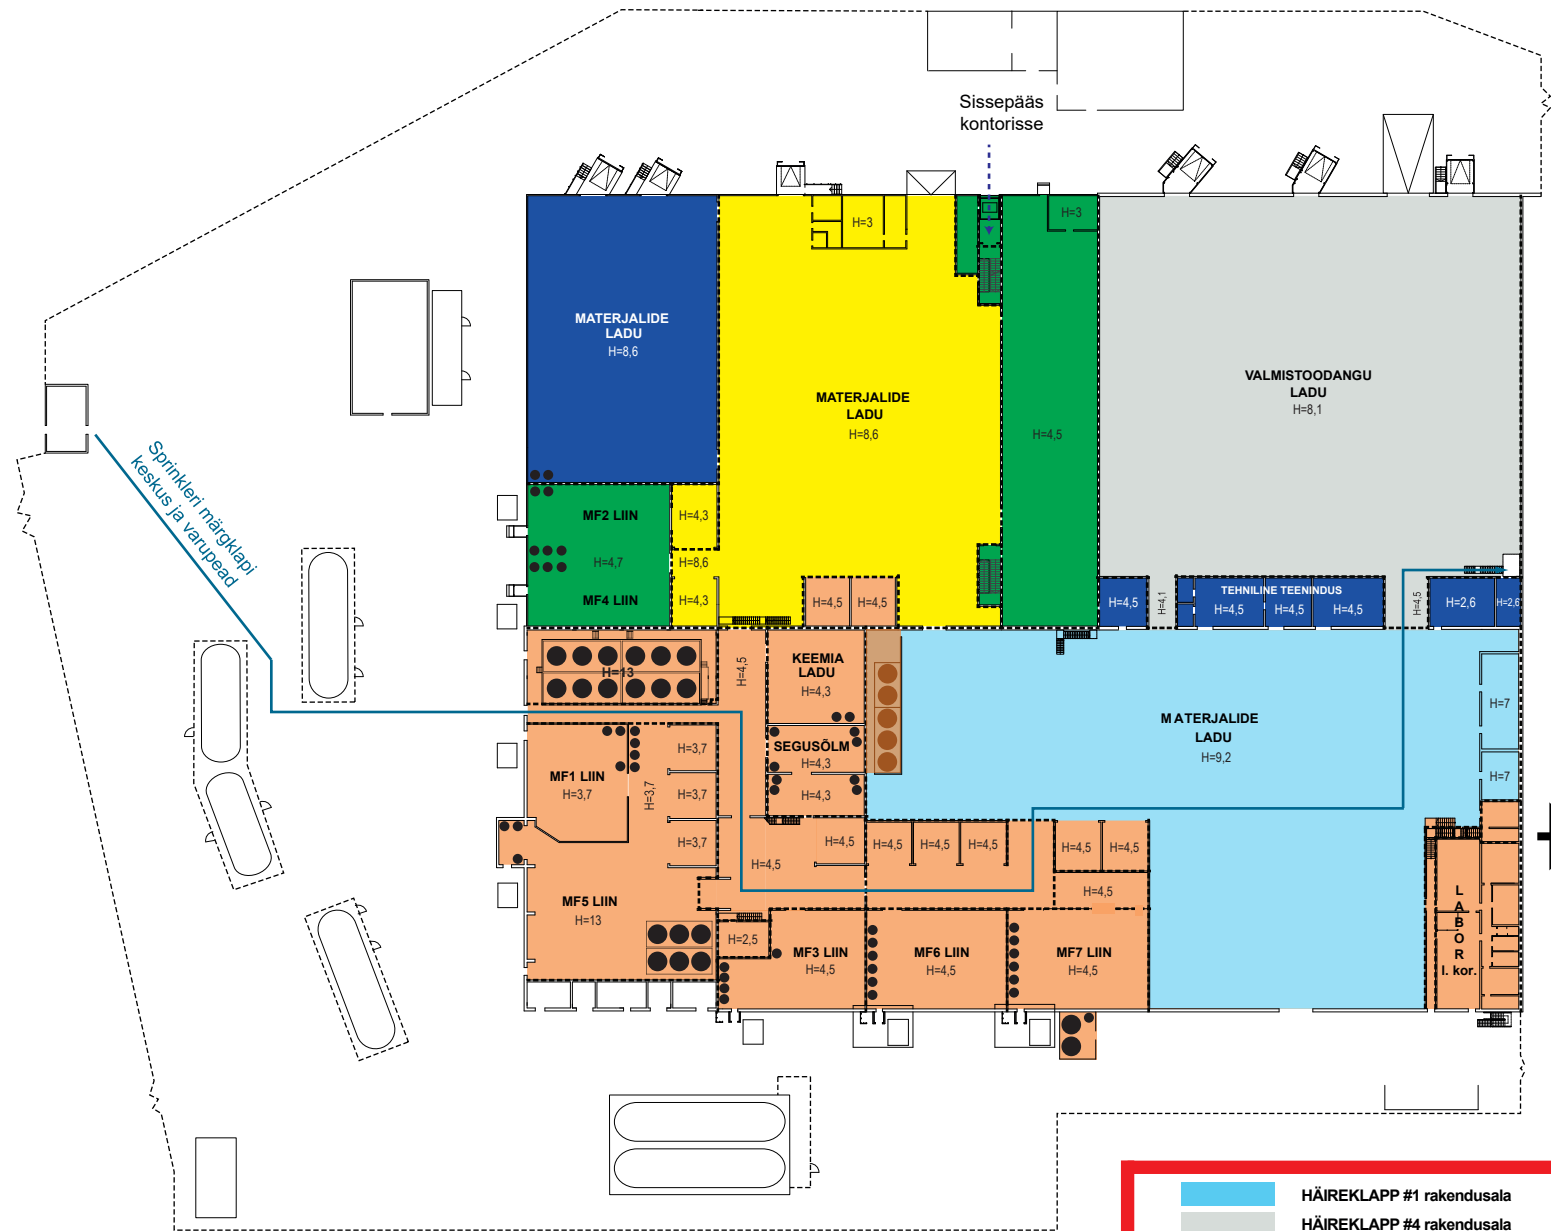 Sissepääs
kontorisse
H=3
H=3
MATERJALIDE
LADU
H=8,6
VALMISTOODANGU
LADU
H=8,1
MATERJALIDE
LADU
H=8,6
H=4,5
Sprinkleri märgklapi
keskus ja varupead
MF2 LIIN
H=4,3
H=4,7
H=8,6
MF4 LIIN
H=4,3
H=4,5
H=4,5
H=4,5
H=4,1
TEHNILINE TEENINDUS
H=4,5
H=4,5
H=4,5
H=4,5
H=2,6
H=2,6
H=13
H=4,5
KEEMIA
LADU
H=4,3
MATERJALIDE
LADU
H=9,2
H=7
H=7
SEGUSÕLM
H=4,3
H=4,3
MF1 LIIN
H=3,7
H=3,7
H=3,7
H=3,7
H=3,7
H=4,5
H=4,5
H=4,5
H=4,5
H=4,5
H=4,5
H=4,5
H=4,5
MF5 LIIN
H=13
H=2,5
MF3 LIIN
H=4,5
MF6 LIIN
H=4,5
MF7 LIIN
H=4,5
L
A
B
O
R
I. kor.
HÄIREKLAPP #1 rakendusala
HÄIREKLAPP #4 rakendusala